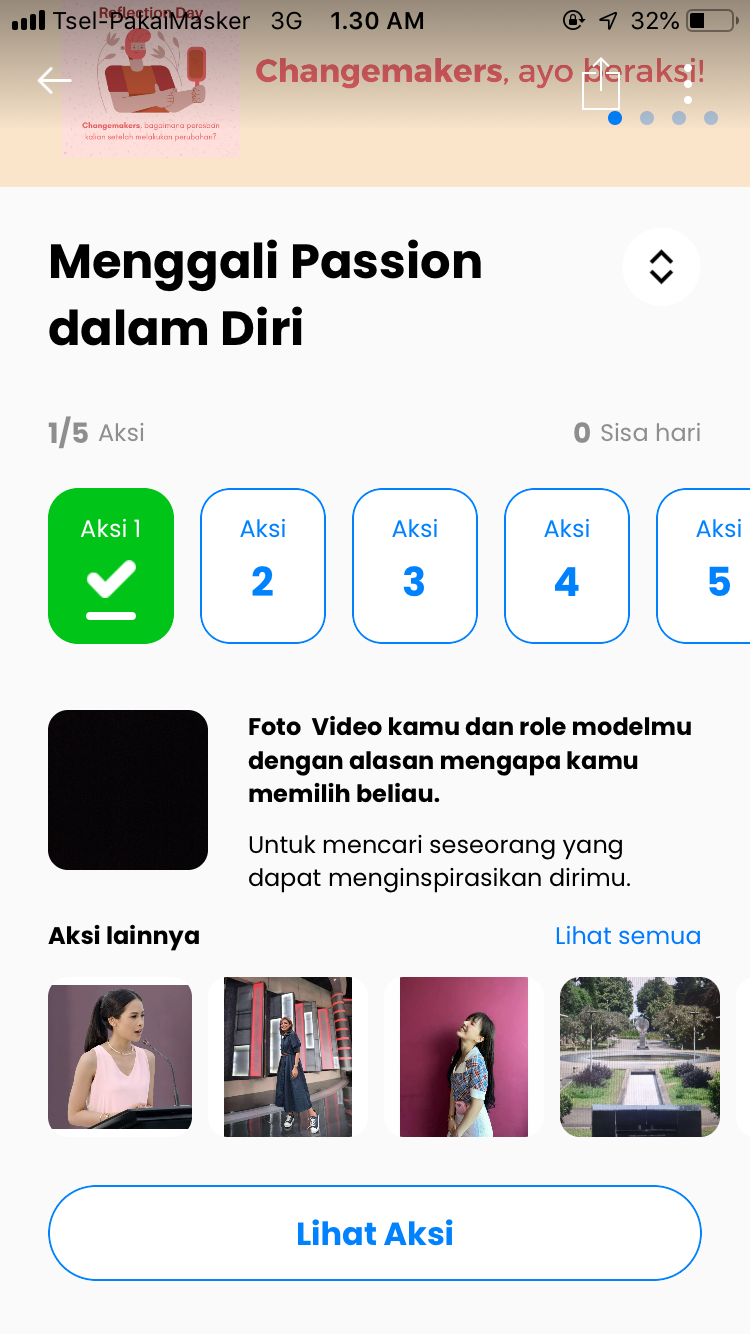 Tsel-PakaiMasker 3G 1.30 AM 32%
Reflection Day
Changemakers, ayo beraksi!
Changemakers, bagaimana perasaan
kalian setelah melakukan perubahan?
Menggali Passion
dalam Diri
1/5 Aksi
0 Sisa hari
Aksi 1
Aksi
2
Aksi
3
Aksi
4
Aksi
5
Foto  Video kamu dan role modelmu
dengan alasan mengapa kamu
memilih beliau.
Untuk mencari seseorang yang
dapat menginspirasikan dirimu.
Aksi lainnya
Lihat semua
Lihat Aksi